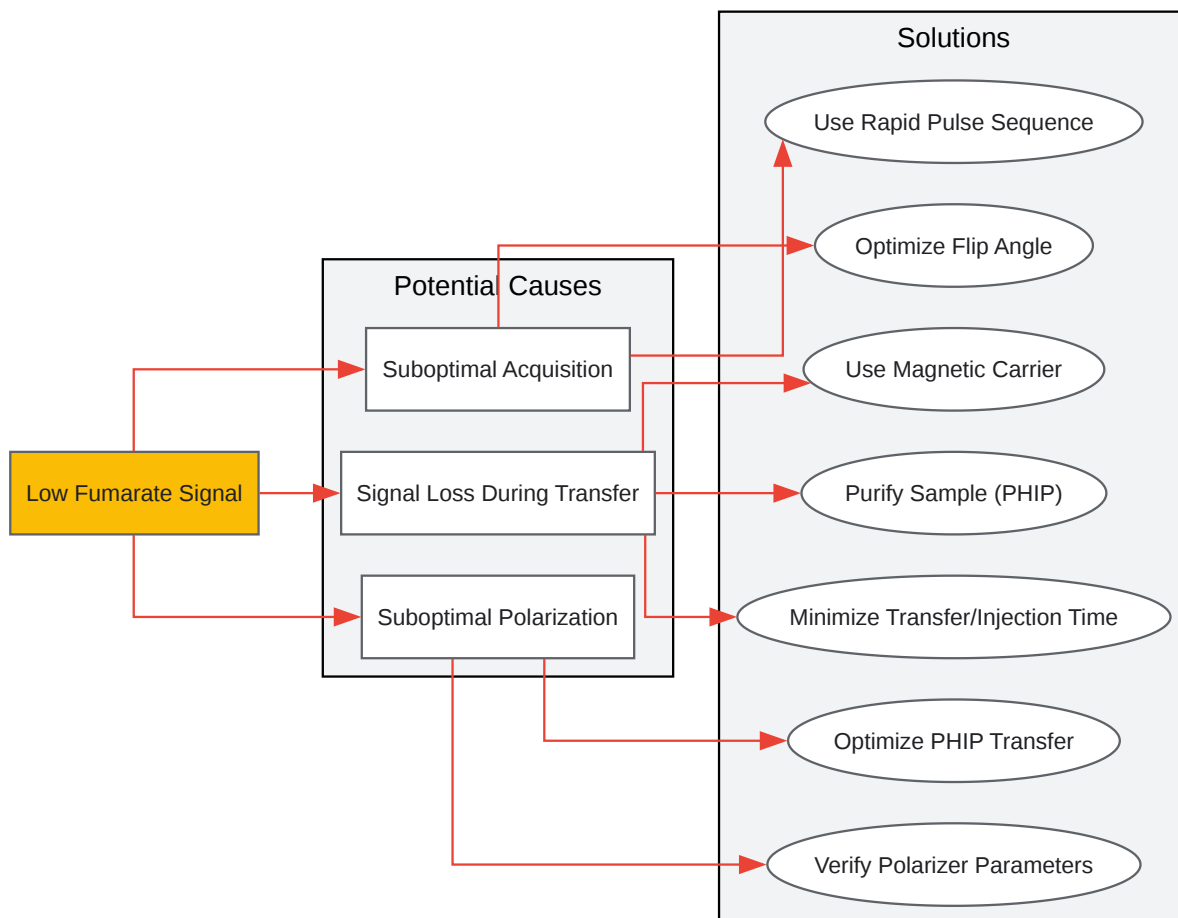 Low Fumarate Signal
Potential Causes
Suboptimal Acquisition
Signal Loss During Transfer
Suboptimal Polarization
Solutions
Use Rapid Pulse Sequence
Optimize Flip Angle
Use Magnetic Carrier
Purify Sample (PHIP)
Minimize Transfer/Injection Time
Optimize PHIP Transfer
Verify Polarizer Parameters